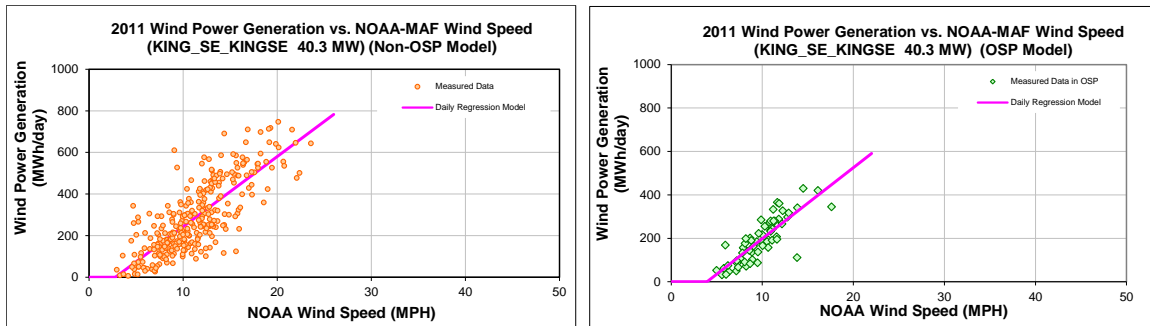 2011 Wind Power Generation vs. NOAA-MAF Wind Speed
(KING_SE_KINGSE 40.3 MW) (Non-OSP Model)
1000
800
600
400
200
0
0 10 20 30 40 50
Wind Power Generation
(MWh/day)
NOAA Wind Speed (MPH)
Measured Data
Daily Regression Model
2011 Wind Power Generation vs. NOAA-MAF Wind Speed
(KING_SE_KINGSE 40.3 MW) (OSP Model)
1000
800
600
400
200
0
0 10 20 30 40 50
Wind Power Generation
(MWh/day)
NOAA Wind Speed (MPH)
Measured Data in OSP
Daily Regression Model